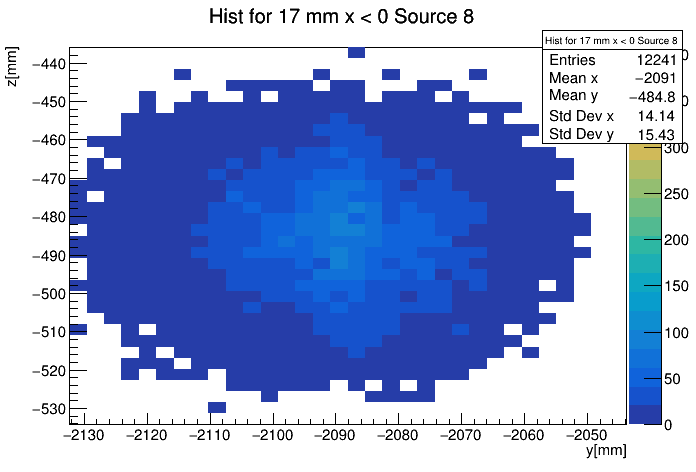 Hist for 17 mm x < 0 Source 8
z[mm]
Hist for 17 mm x < 0 Source 8
Entries 12241
Mean x −2091
Mean y −484.8
Std Dev x 14.14
Std Dev y 15.43
−440
−450
−460
−470
−480
−490
−500
−510
−520
−530
300
250
200
150
100
50
0
−2130 −2120 −2110 −2100 −2090 −2080 −2070 −2060 −2050
y[mm]